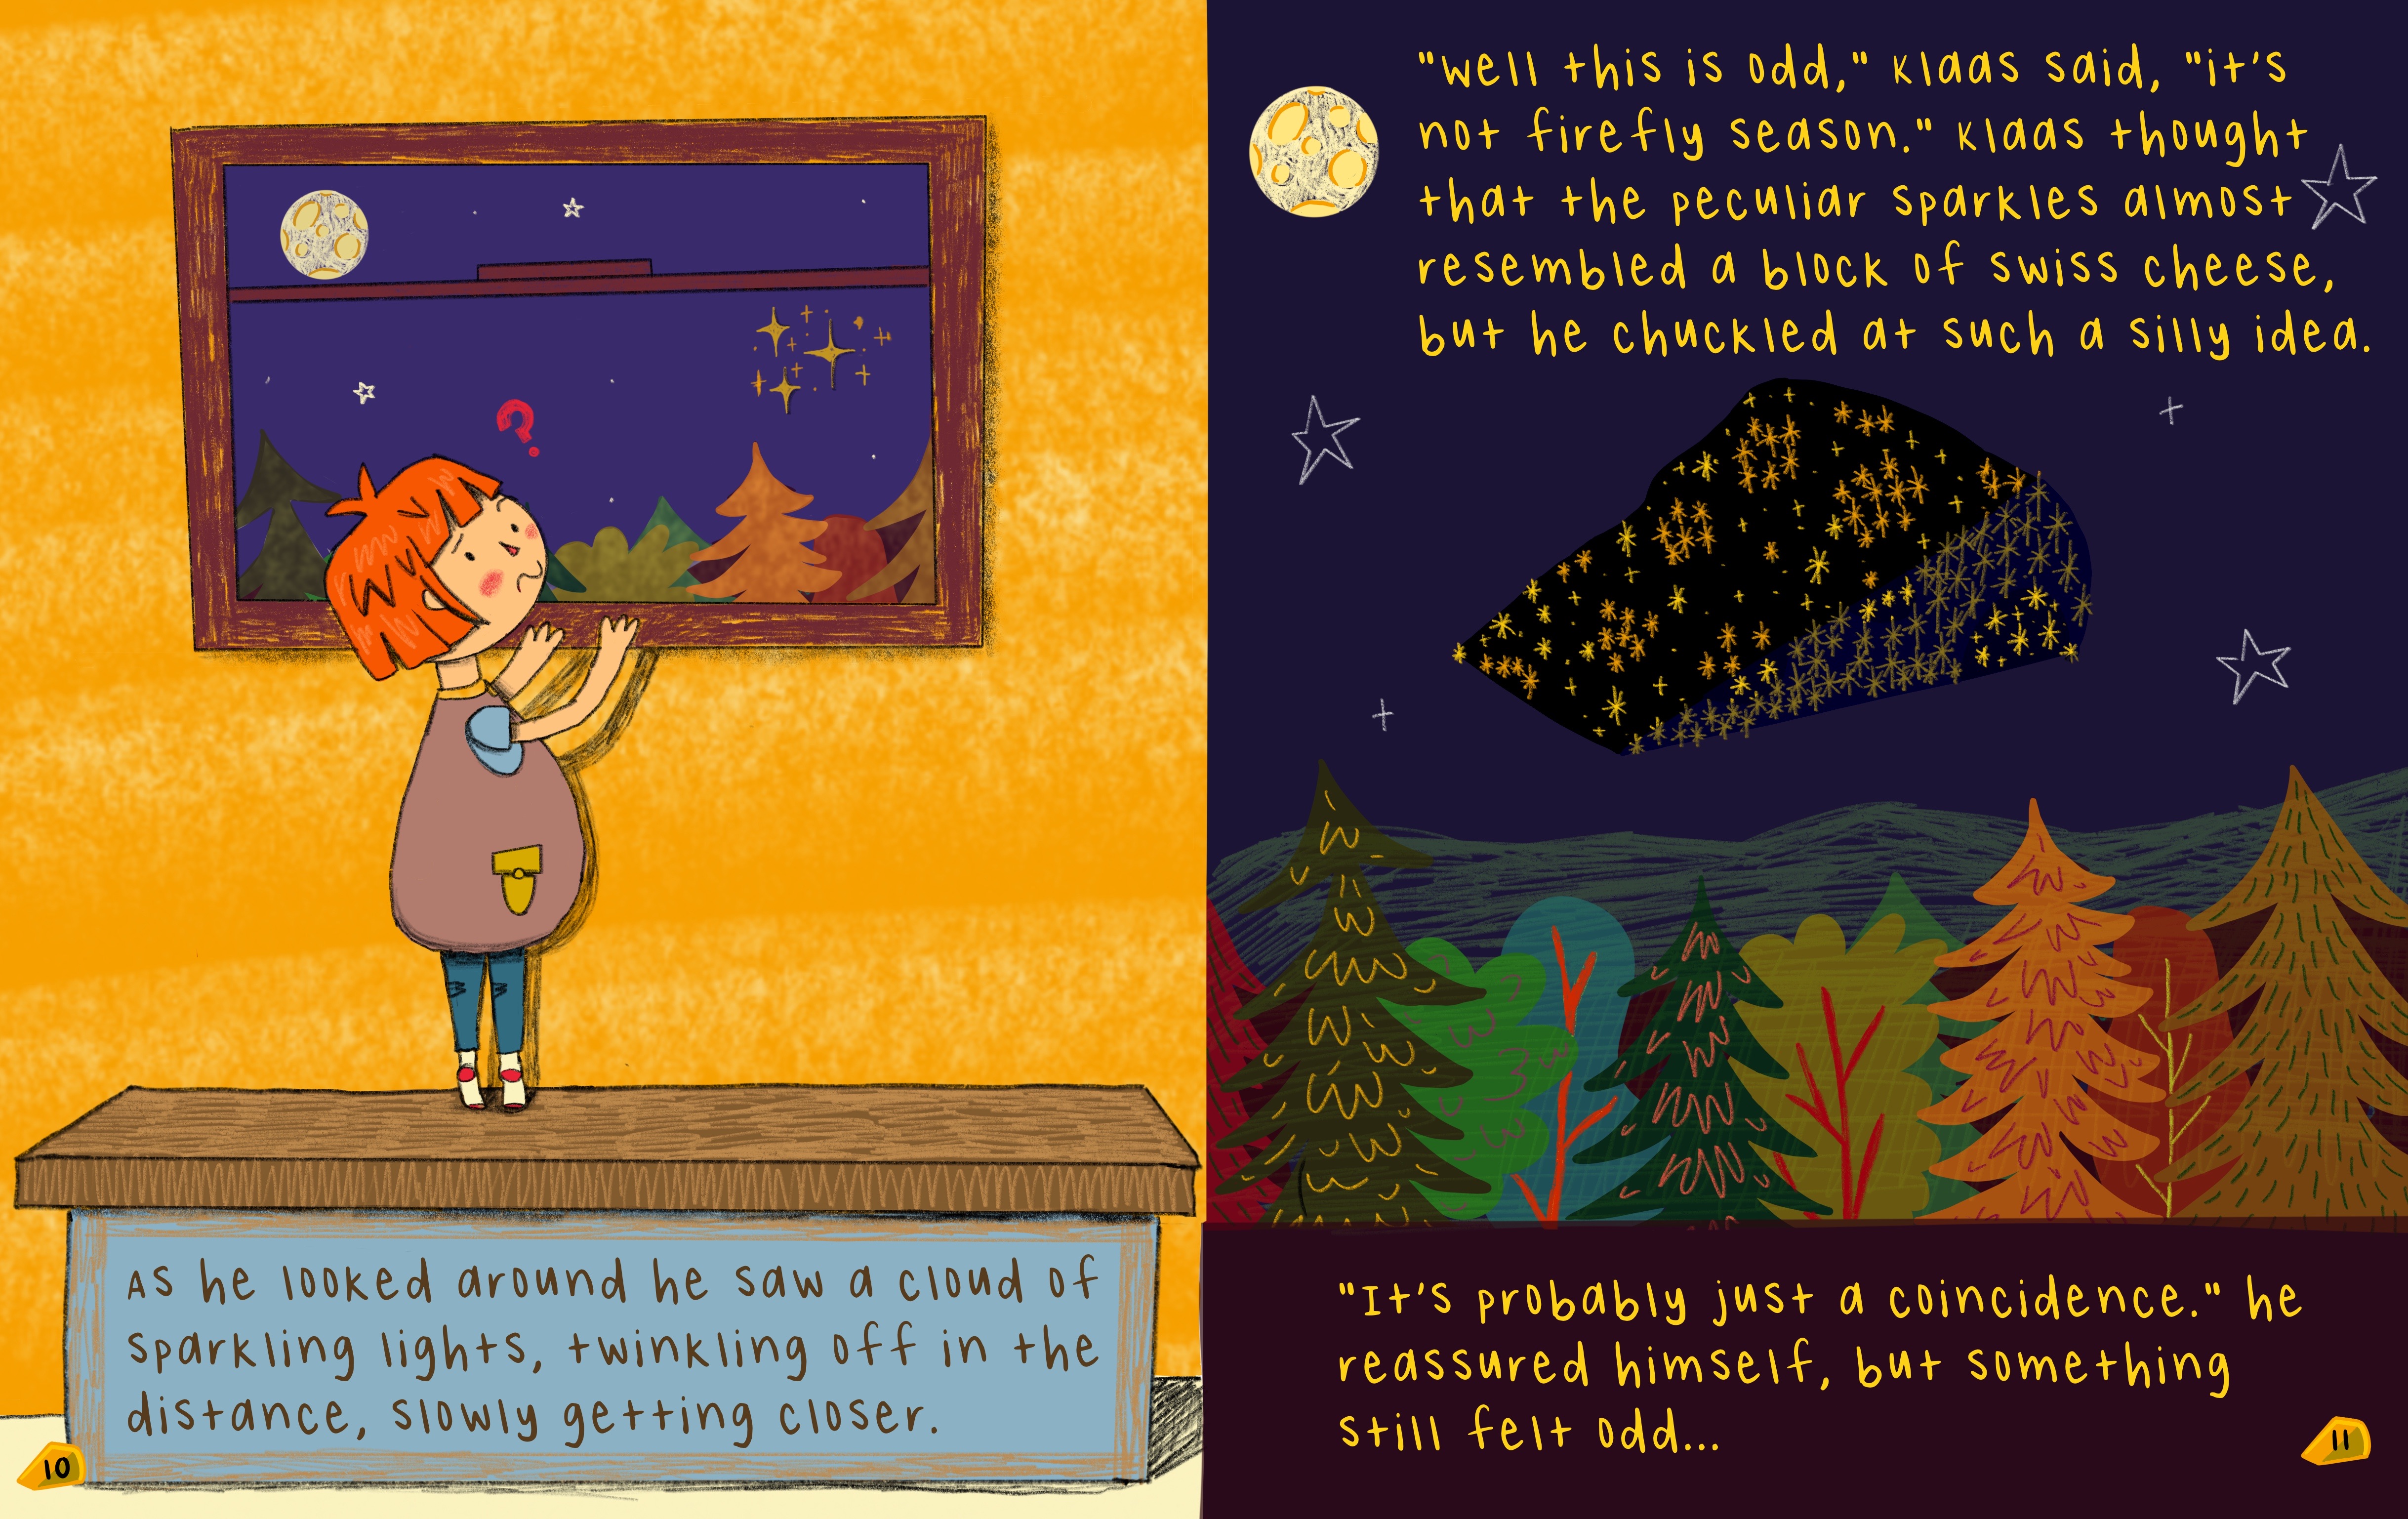 As he looked around he saw a cloud of
sparkling lights, twinkling off in the
distance, slowly getting closer.
10
?
"Well this is odd," Klaas said, "it's
not firefly season." Klaas thought
that the peculiar sparkles almost
resembled a block of swiss cheese,
but he chuckled at such a silly idea.
"It's probably just a coincidence." he
reassured himself, but something
still felt odd...
11